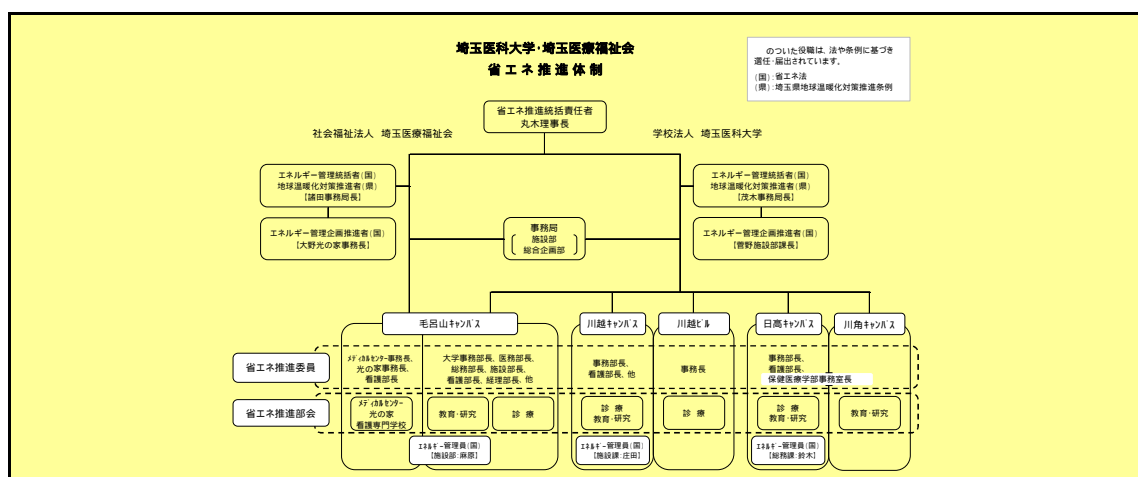 埼玉医科大学・埼玉医療福祉会
省エネ推進体制
のついた役職は、法や条例に基づき
選任・届出されています。
(国):省エネ法
(県):埼玉県地球温暖化対策推進条例
省エネ推進統括責任者
丸木理事長
社会福祉法人 埼玉医療福祉会
学校法人 埼玉医科大学
エネルギー管理統括者(国)
地球温暖化対策推進者(県)
【諸田事務局長】
エネルギー管理統括者(国)
地球温暖化対策推進者(県)
【茂木事務局長】
エネルギー管理企画推進者(国)
【大野光の家事務長】
事務局
施設部
総合企画部
エネルギー管理企画推進者(国)
【菅野施設部課長】
毛呂山キャンパス
川越キャンパス
川越ビル
日高キャンパス
川角キャンパス
省エネ推進委員
メディカルセンター事務長、
光の家事務長、
看護部長
大学事務部長、医務部長、
総務部長、施設部長、
看護部長、経理部長、他
事務部長、
看護部長、他
事務長
事務部長、
看護部長、
保健医療学部事務室長
省エネ推進部会
メディカルセンター
光の家
看護専門学校
教育・研究
診療
診療
教育・研究
診療
診療
教育・研究
教育・研究
エネルギー管理員(国)
【施設部:麻原】
エネルギー管理員(国)
【施設課:庄田】
エネルギー管理員(国)
【総務課:鈴木】